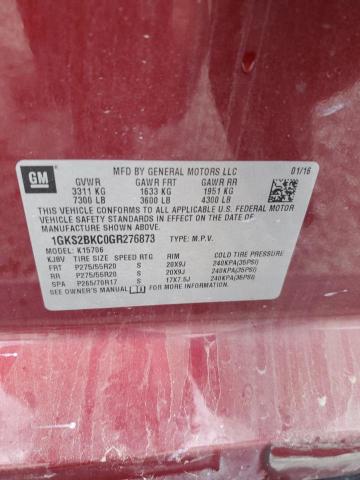 GM
MFD BY GENERAL MOTORS LLC 01/16
GVWR GAWR FRT GAWR RR
3311 KG 1633 KG 1951 KG
7300 LB 3600 LB 4300 LB
THIS VEHICLE CONFORMS TO ALL APPLICABLE U.S. FEDERAL MOTOR
VEHICLE SAFETY STANDARDS IN EFFECT ON THE DATE OF
MANUFACTURE SHOWN ABOVE.
1GKS2BKC0GR276873 TYPE: M.P.V.
MODEL: K15706
KJBV TIRE SIZE SPEED RTG RIM COLD TIRE PRESSURE
FRT P275/55R20 S 20X9J 240KPA(35PSI)
RR P275/55R20 S 20X9J 240KPA(35PSI)
SPA P265/70R17 S 17X7.5J 240KPA(35PSI)
SEE OWNER'S MANUAL FOR MORE INFORMATION.